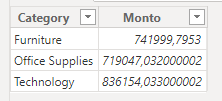 Category Monto
Furniture 741999,7953
Office Supplies 719047,032000002
Technology 836154,033000002